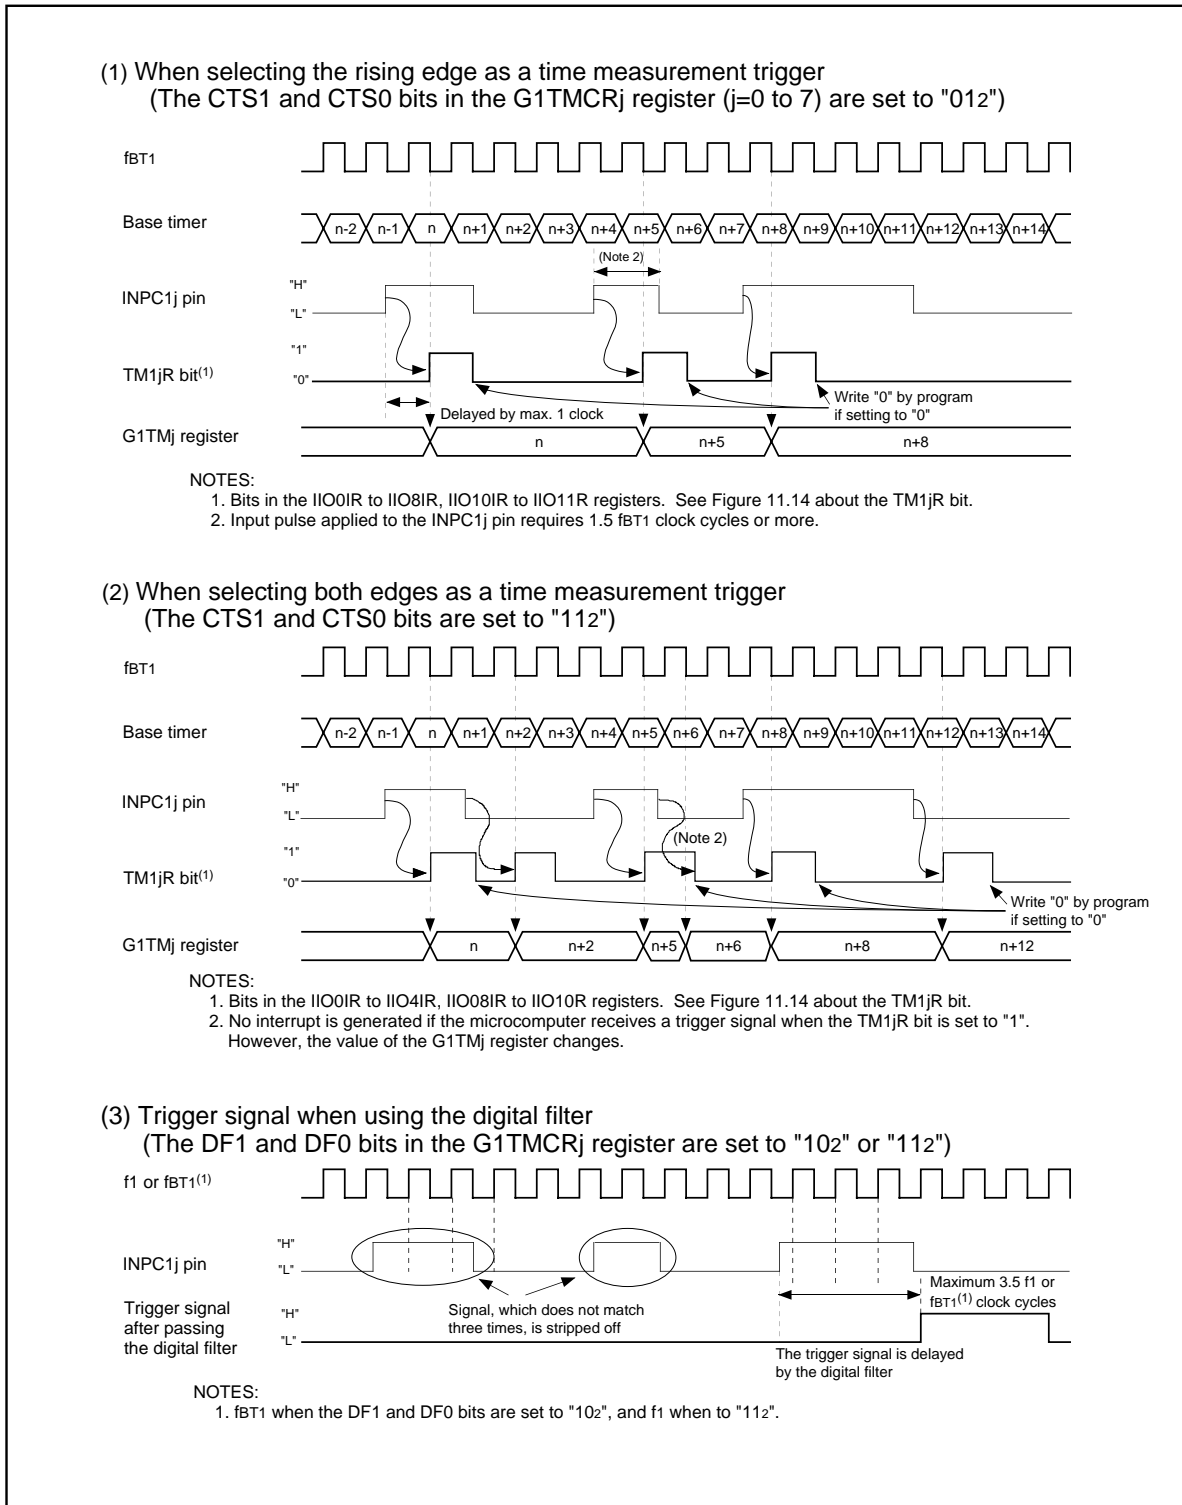 (1) When selecting the rising edge as a time measurement trigger
(The CTS1 and CTS0 bits in the G1TMCRj register (j=0 to 7) are set to "012")
fBT1
Base timer
n-2 n-1 n n+1 n+2 n+3 n+4 n+5 n+6 n+7 n+8 n+9 n+10 n+11 n+12 n+13 n+14
(Note 2)
INPC1j pin
"H"
"L"
TM1jR bit(1)
"1"
"0"
Write "0" by program
if setting to "0"
Delayed by max. 1 clock
G1TMj register
n n+5 n+8
NOTES:
1. Bits in the IIO0IR to IIO8IR, IIO10IR to IIO11R registers. See Figure 11.14 about the TM1jR bit.
2. Input pulse applied to the INPC1j pin requires 1.5 fBT1 clock cycles or more.
(2) When selecting both edges as a time measurement trigger
(The CTS1 and CTS0 bits are set to "112")
fBT1
Base timer
n-2 n-1 n n+1 n+2 n+3 n+4 n+5 n+6 n+7 n+8 n+9 n+10 n+11 n+12 n+13 n+14
INPC1j pin
"H"
"L"
(Note 2)
TM1jR bit(1)
"1"
"0"
Write "0" by program
if setting to "0"
G1TMj register
n n+2 n+5 n+6 n+8 n+12
NOTES:
1. Bits in the IIO0IR to IIO4IR, IIO08IR to IIO10R registers. See Figure 11.14 about the TM1jR bit.
2. No interrupt is generated if the microcomputer receives a trigger signal when the TM1jR bit is set to "1".
However, the value of the G1TMj register changes.
(3) Trigger signal when using the digital filter
(The DF1 and DF0 bits in the G1TMCRj register are set to "102" or "112")
f1 or fBT1(1)
INPC1j pin
"H"
"L"
Maximum 3.5 f1 or
fBT1(1) clock cycles
Signal, which does not match
three times, is stripped off
Trigger signal
after passing
the digital filter
"H"
"L"
The trigger signal is delayed
by the digital filter
NOTES:
1. fBT1 when the DF1 and DF0 bits are set to "102", and f1 when to "112".